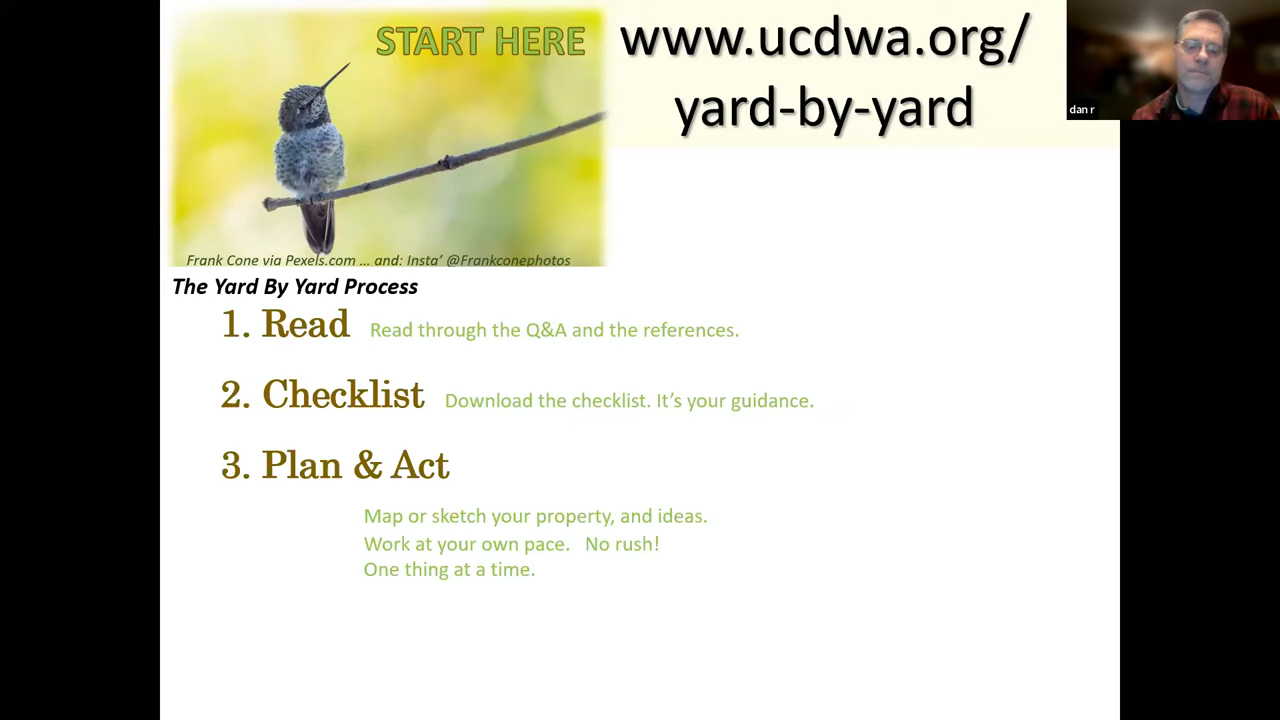 START HERE
www.ucdwa.org/
yard-by-yard
dan r
Frank Cone via Pexels.com … and: Insta’ @Frankconephotos
The Yard By Yard Process
1. Read Read through the Q&A and the references.
2. Checklist Download the checklist. It’s your guidance.
3. Plan & Act
Map or sketch your property, and ideas.
Work at your own pace. No rush!
One thing at a time.